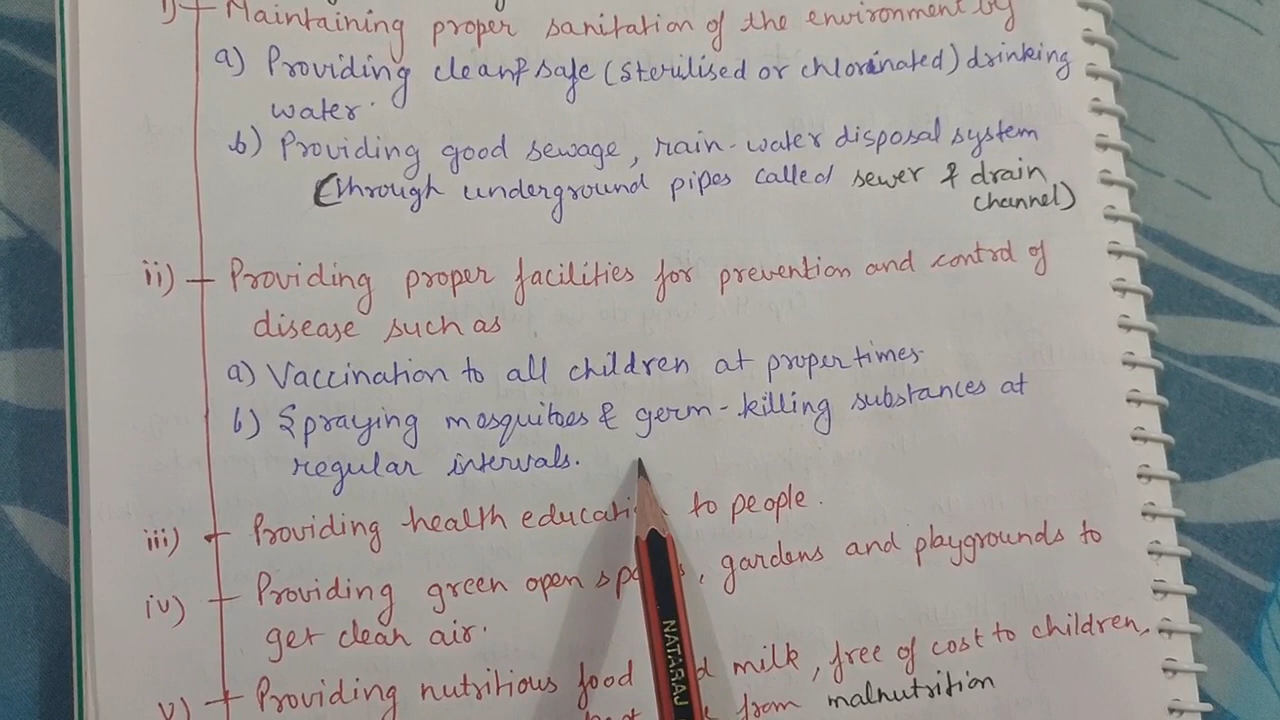 i) Maintaining proper sanitation of the environment by
a) Providing clean & safe (sterilised or chlorinated) drinking
water.
b) Providing good sewage, rain-water disposal system
(through underground pipes called sewer & drain
channel)
ii) Providing proper facilities for prevention and control of
disease such as
a) Vaccination to all children at proper times.
b) Spraying mosquitoes & germ-killing substances at
regular intervals.
iii) Providing health to people.
iv) Providing green open gardens and playgrounds to
get clean air.
v) Providing nutritious food milk, free of cost to children,
from malnutrition
NATARAJ